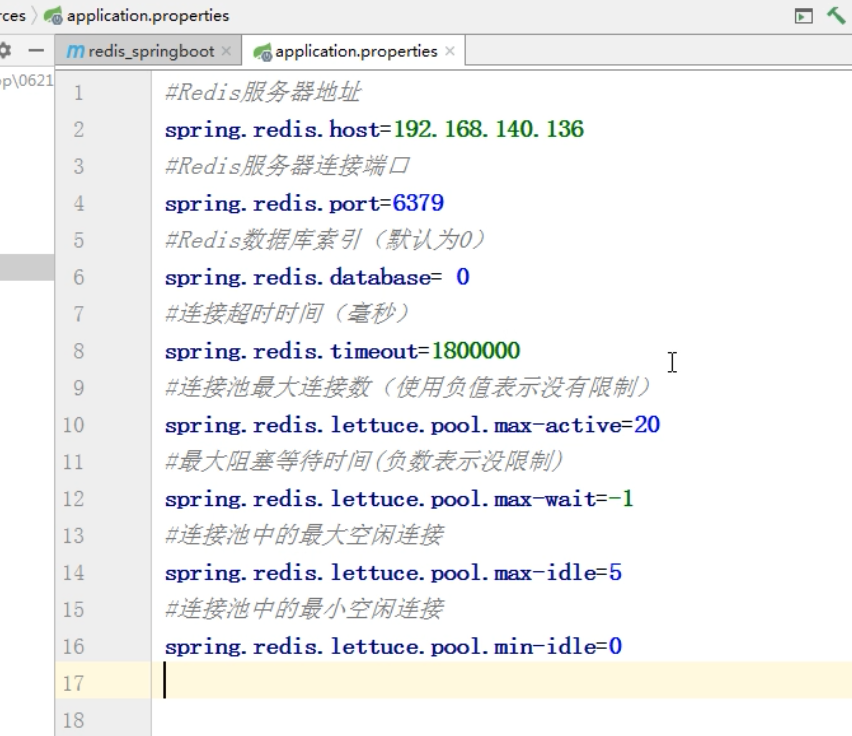 rces 〉 application.properties
redis_springboot × application.properties ×
p\0621
1 #Redis服务器地址
2 spring.redis.host=192.168.140.136
3 #Redis服务器连接端口
4 spring.redis.port=6379
5 #Redis数据库索引（默认为0）
6 spring.redis.database= 0
7 #连接超时时间（毫秒）
8 spring.redis.timeout=1800000
9 #连接池最大连接数（使用负值表示没有限制）
10 spring.redis.lettuce.pool.max-active=20
11 #最大阻塞等待时间(负数表示没限制)
12 spring.redis.lettuce.pool.max-wait=-1
13 #连接池中的最大空闲连接
14 spring.redis.lettuce.pool.max-idle=5
15 #连接池中的最小空闲连接
16 spring.redis.lettuce.pool.min-idle=0
17
18